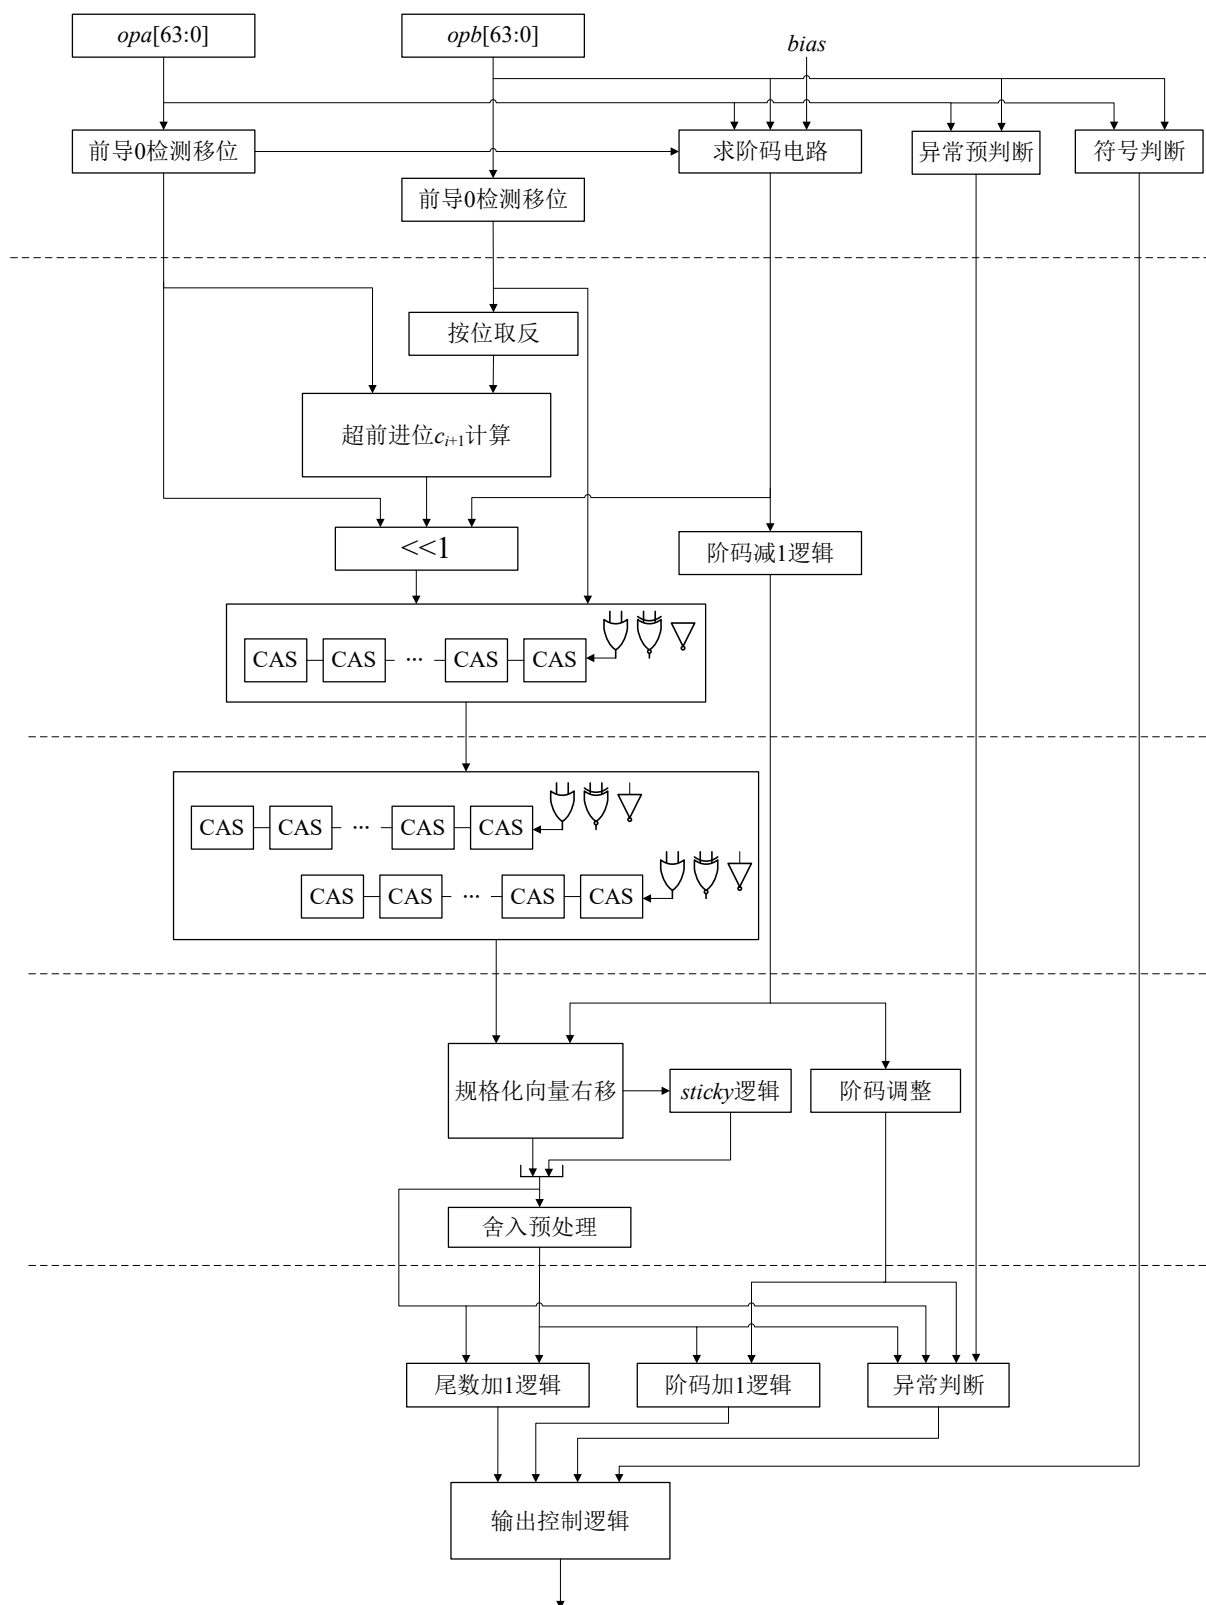 opa[63:0]
opb[63:0]
bias
前导0检测移位
求阶码电路
异常预判断
符号判断
前导0检测移位
按位取反
超前进位c_{i+1}计算
<<1
阶码减1逻辑
CAS CAS ... CAS CAS
CAS CAS ... CAS CAS
CAS CAS ... CAS CAS
规格化向量右移
sticky逻辑
阶码调整
舍入预处理
尾数加1逻辑
阶码加1逻辑
异常判断
输出控制逻辑